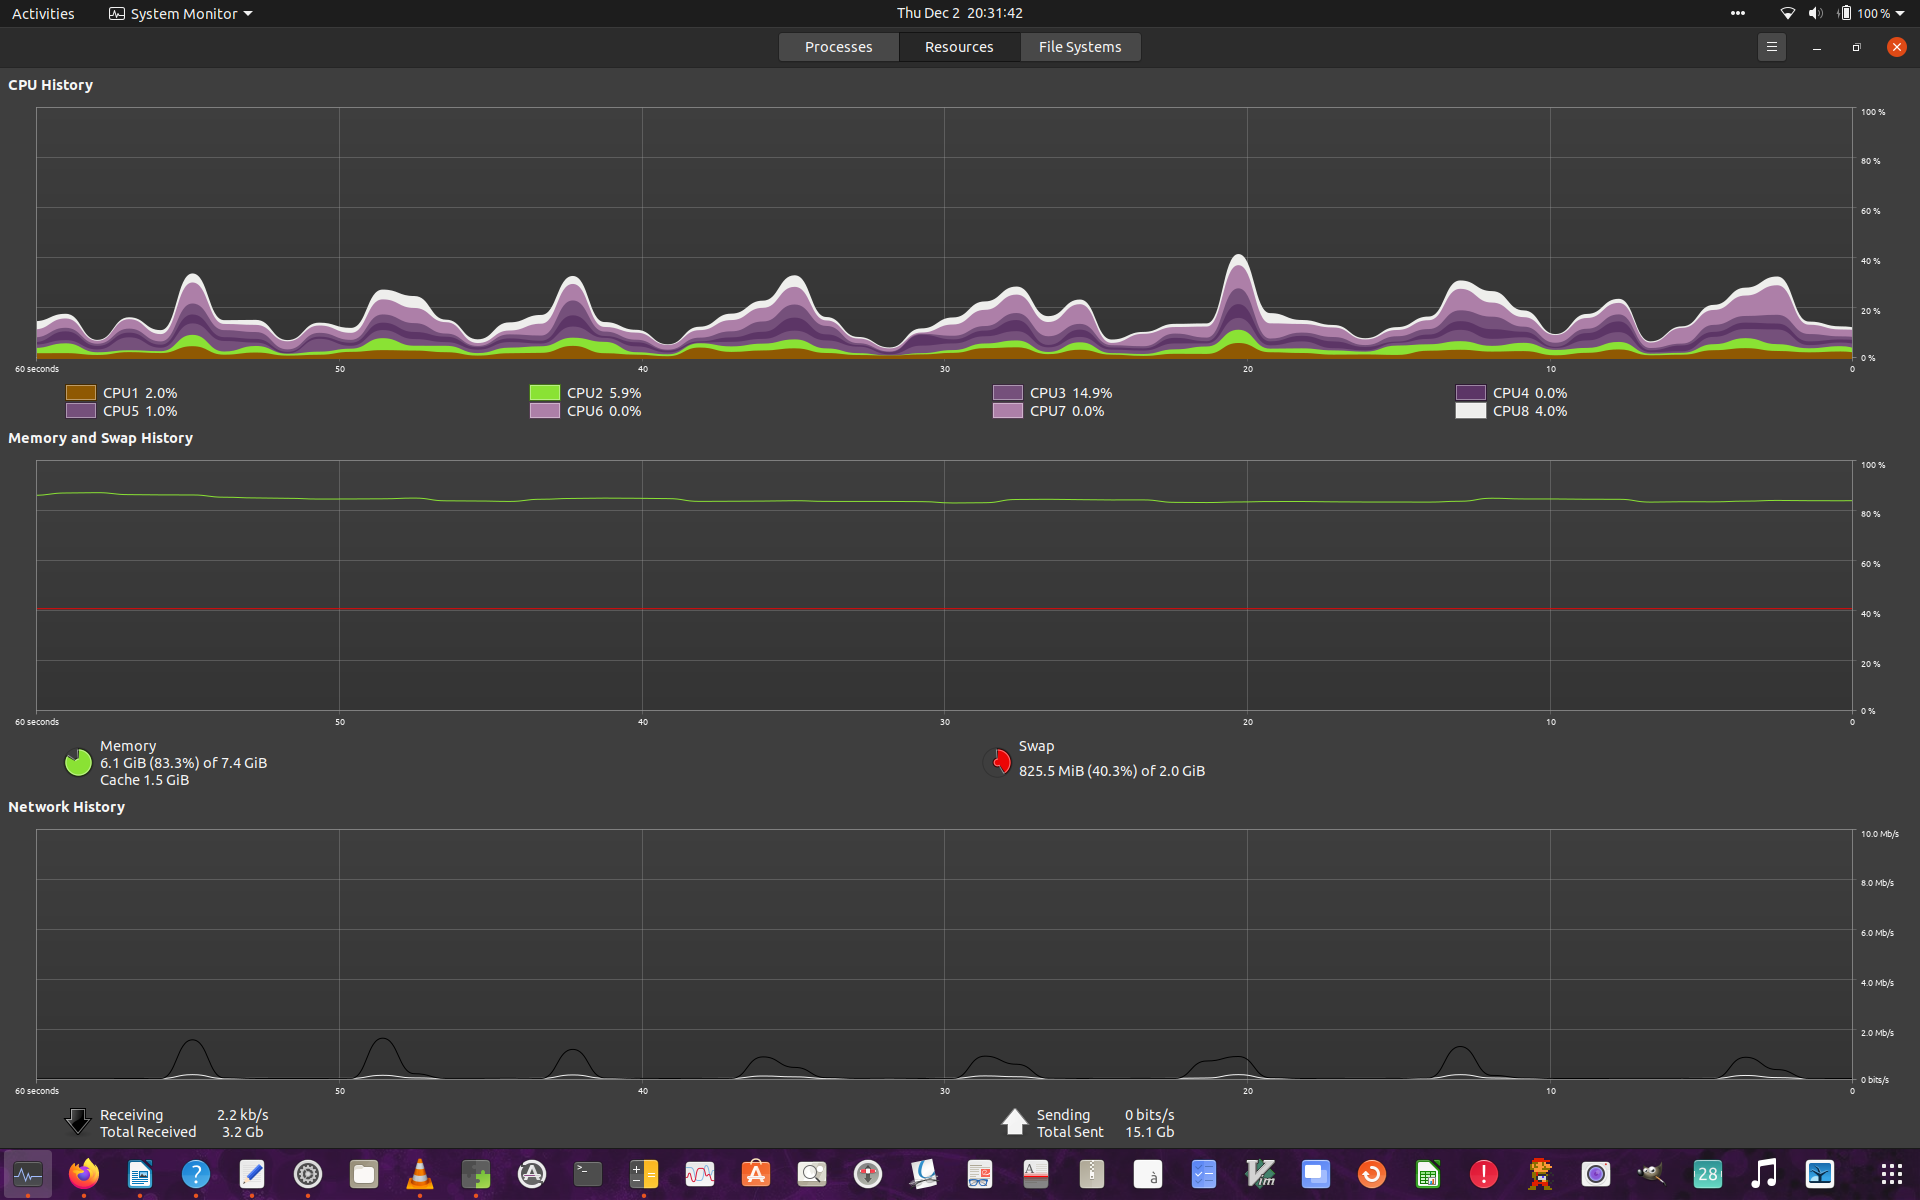 Activities System Monitor Thu Dec 2 20:31:42 100 %
Processes Resources File Systems
CPU History
100 %
80 %
60 %
40 %
20 %
0 %
60 seconds 50 40 30 20 10 0
CPU1 2.0% CPU2 5.9% CPU3 14.9% CPU4 0.0%
CPU5 1.0% CPU6 0.0% CPU7 0.0% CPU8 4.0%
Memory and Swap History
100 %
80 %
60 %
40 %
20 %
0 %
60 seconds 50 40 30 20 10 0
Memory
6.1 GiB (83.3%) of 7.4 GiB
Cache 1.5 GiB
Swap
825.5 MiB (40.3%) of 2.0 GiB
Network History
10.0 Mb/s
8.0 Mb/s
6.0 Mb/s
4.0 Mb/s
2.0 Mb/s
0 bits/s
60 seconds 50 40 30 20 10 0
Receiving 2.2 kb/s
Total Received 3.2 Gb
Sending 0 bits/s
Total Sent 15.1 Gb
? >_ A à Vim ! 28